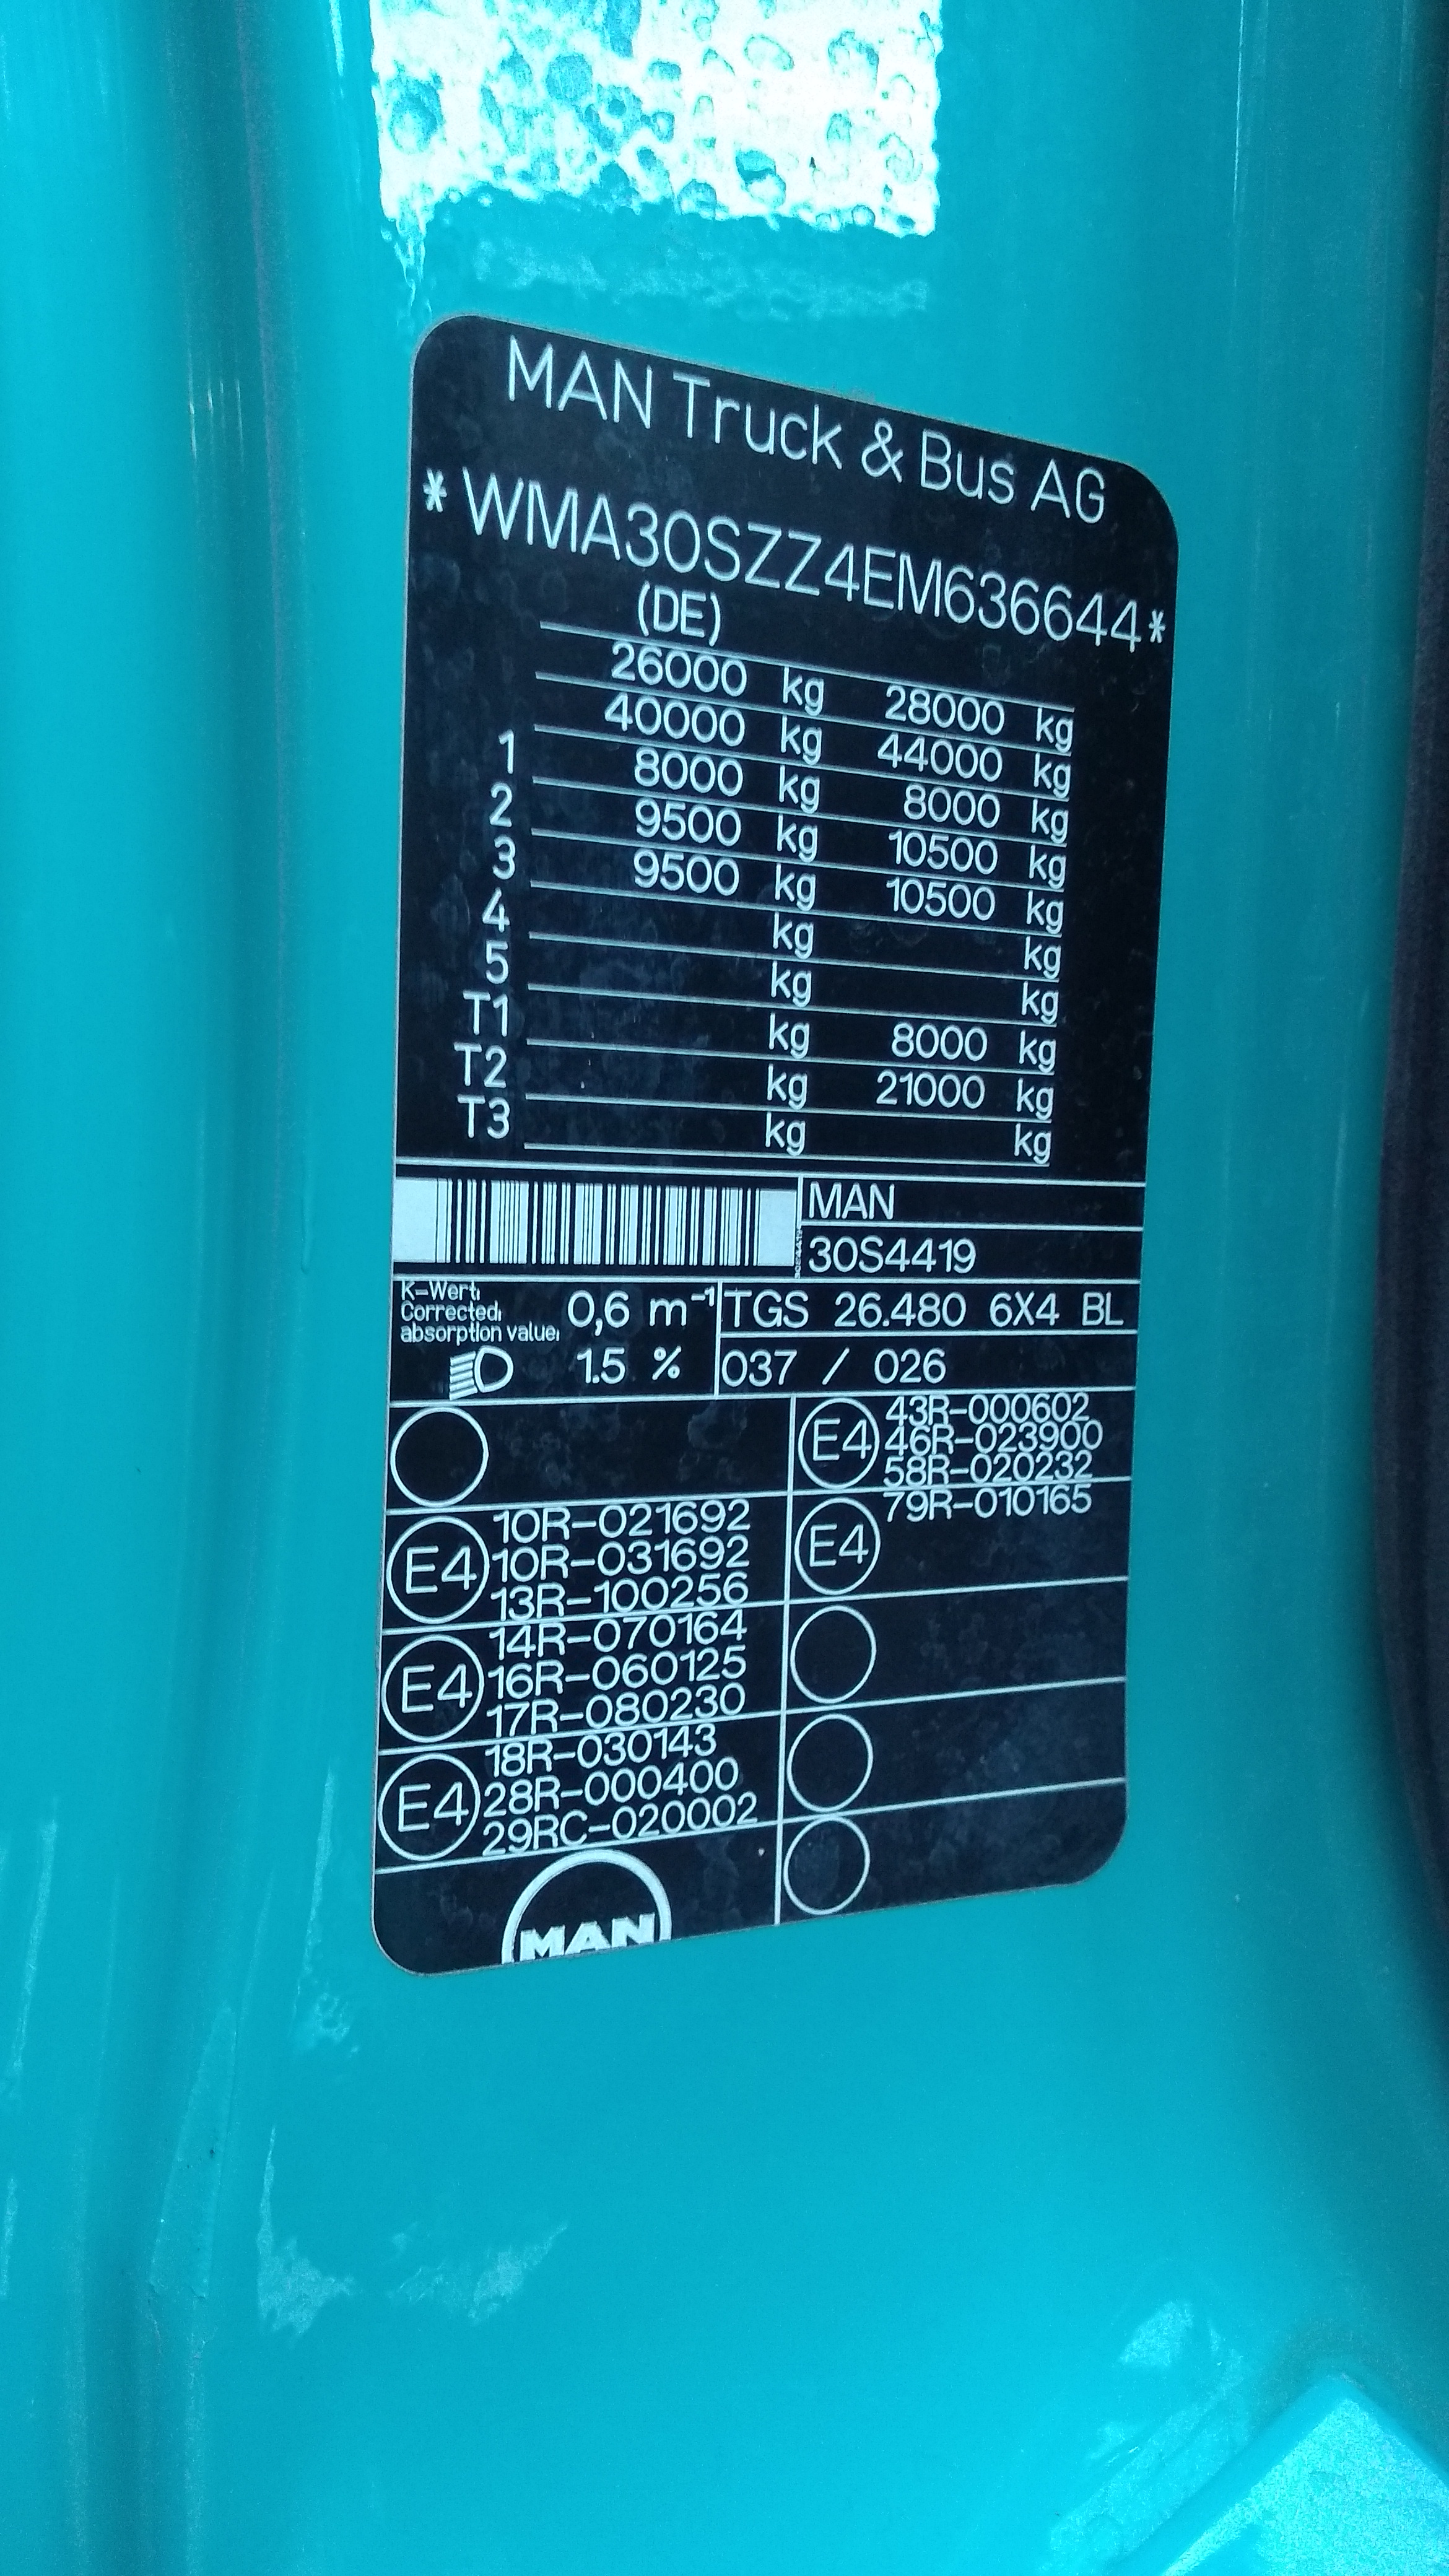 MAN Truck & Bus AG
*WMA30SZZ4EM636644*
(DE)
26000 kg 28000 kg
40000 kg 44000 kg
1 8000 kg 8000 kg
2 9500 kg 10500 kg
3 9500 kg 10500 kg
4 kg kg
5 kg kg
T1 kg 8000 kg
T2 kg 21000 kg
T3 kg kg
MAN
30S4419
K-Wert:
Corrected:
absorption value:
0,6 m⁻¹
TGS 26.480 6X4 BL
1.5 %
037 / 026
E4
43R-000602
46R-023900
58R-020232
E4
79R-010165
E4
10R-021692
10R-031692
13R-100256
E4
14R-070164
16R-060125
17R-080230
E4
18R-030143
28R-000400
29RC-020002
MAN